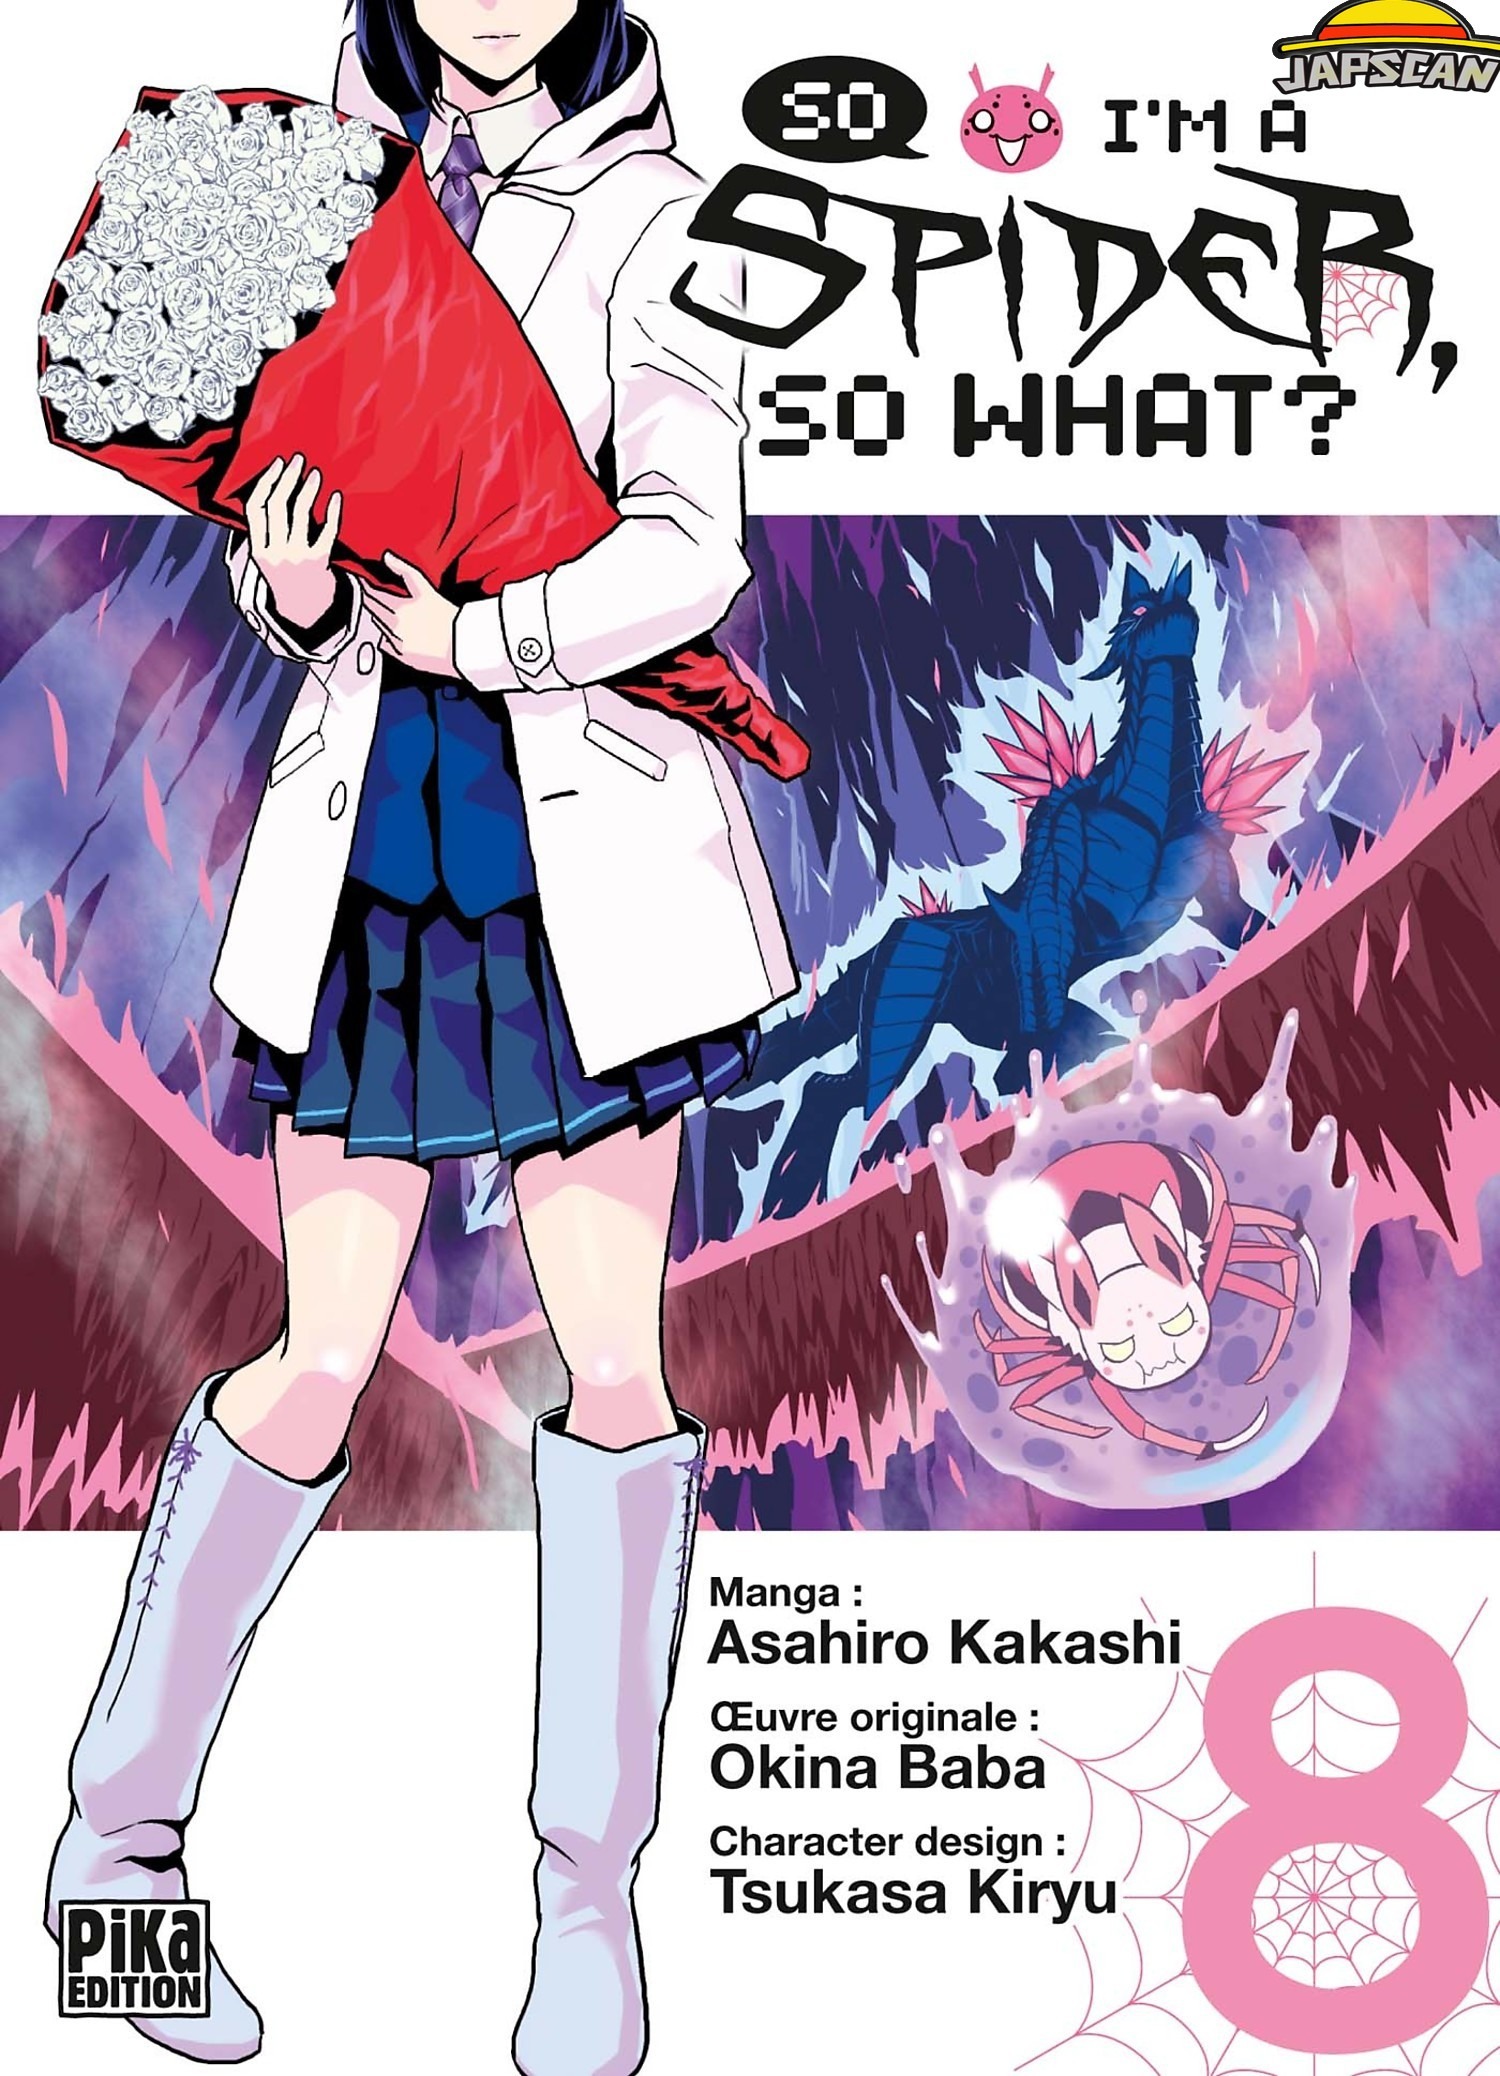 JAPSCAN
SO I'M A
SPIDER,
SO WHAT?
Manga :
Asahiro Kakashi
Œuvre originale :
Okina Baba
Character design :
Tsukasa Kiryu
8
PiKa
EDITION